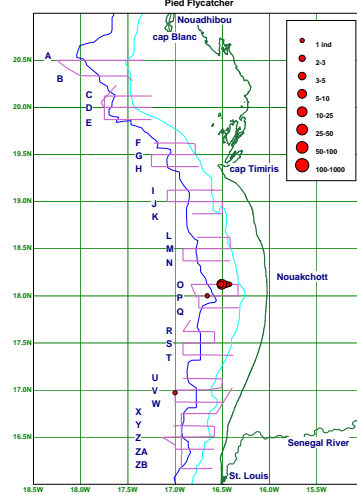 Pied Flycatcher
Nouadhibou
cap Blanc
1 ind
2-3
3-5
5-10
10-25
25-50
50-100
100-1000
20.5N
20.0N
19.5N
19.0N
18.5N
18.0N
17.5N
17.0N
16.5N
A
B
C
D
E
F
G
H
cap Timiris
I
J
K
L
M
N
Nouakchott
O
P
Q
R
S
T
U
V
W
X
Y
Z
ZA
ZB
Senegal River
St. Louis
18.5W
18.0W
17.5W
17.0W
16.5W
16.0W
15.5W